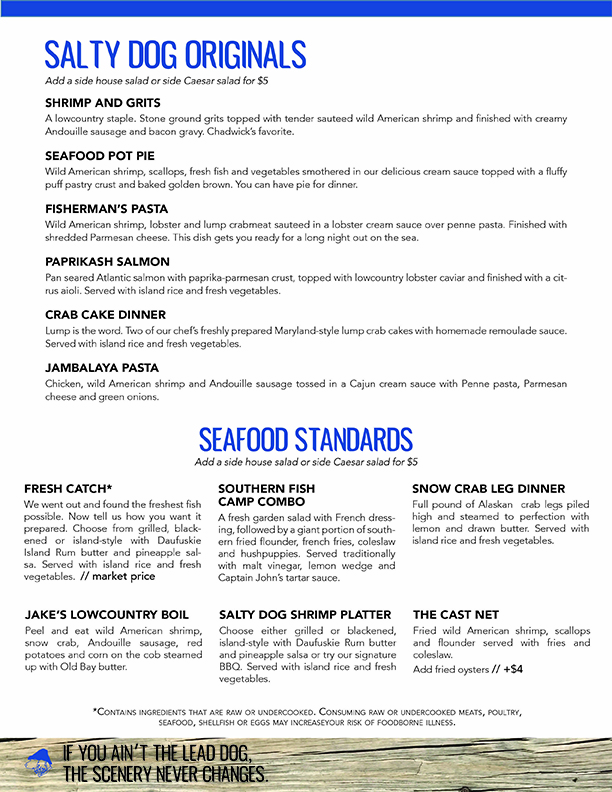 SALTY DOG ORIGINALS
Add a side house salad or side Caesar salad for $5
SHRIMP AND GRITS
A lowcountry staple. Stone ground grits topped with tender sauteed wild American shrimp and finished with creamy
Andouille sausage and bacon gravy. Chadwick's favorite.
SEAFOOD POT PIE
Wild American shrimp, scallops, fresh fish and vegetables smothered in our delicious cream sauce topped with a fluffy
puff pastry crust and baked golden brown. You can have pie for dinner.
FISHERMAN'S PASTA
Wild American shrimp, lobster and lump crabmeat sauteed in a lobster cream sauce over penne pasta. Finished with
shredded Parmesan cheese. This dish gets you ready for a long night out on the sea.
PAPRIKASH SALMON
Pan seared Atlantic salmon with paprika-parmesan crust, topped with lowcountry lobster caviar and finished with a cit-
rus aioli. Served with island rice and fresh vegetables.
CRAB CAKE DINNER
Lump is the word. Two of our chef's freshly prepared Maryland-style lump crab cakes with homemade remoulade sauce.
Served with island rice and fresh vegetables.
JAMBALAYA PASTA
Chicken, wild American shrimp and Andouille sausage tossed in a Cajun cream sauce with Penne pasta, Parmesan
cheese and green onions.
SEAFOOD STANDARDS
Add a side house salad or side Caesar salad for $5
FRESH CATCH*
We went out and found the freshest fish
possible. Now tell us how you want it
prepared. Choose from grilled, black-
ened or island-style with Daufuskie
Island Rum butter and pineapple sal-
sa. Served with island rice and fresh
vegetables. // market price
SOUTHERN FISH
CAMP COMBO
A fresh garden salad with French dress-
ing, followed by a giant portion of south-
ern fried flounder, french fries, coleslaw
and hushpuppies. Served traditionally
with malt vinegar, lemon wedge and
Captain John's tartar sauce.
SNOW CRAB LEG DINNER
Full pound of Alaskan crab legs piled
high and steamed to perfection with
lemon and drawn butter. Served with
island rice and fresh vegetables.
JAKE'S LOWCOUNTRY BOIL
Peel and eat wild American shrimp,
snow crab, Andouille sausage, red
potatoes and corn on the cob steamed
up with Old Bay butter.
SALTY DOG SHRIMP PLATTER
Choose either grilled or blackened,
island-style with Daufuskie Rum butter
and pineapple salsa or try our signature
BBQ. Served with island rice and fresh
vegetables.
THE CAST NET
Fried wild American shrimp, scallops
and flounder served with fries and
coleslaw.
Add fried oysters // +$4
*CONTAINS INGREDIENTS THAT ARE RAW OR UNDERCOOKED. CONSUMING RAW OR UNDERCOOKED MEATS, POULTRY,
SEAFOOD, SHELLFISH OR EGGS MAY INCREASEYOUR RISK OF FOODBORNE ILLNESS.
IF YOU AIN'T THE LEAD DOG,
THE SCENERY NEVER CHANGES.